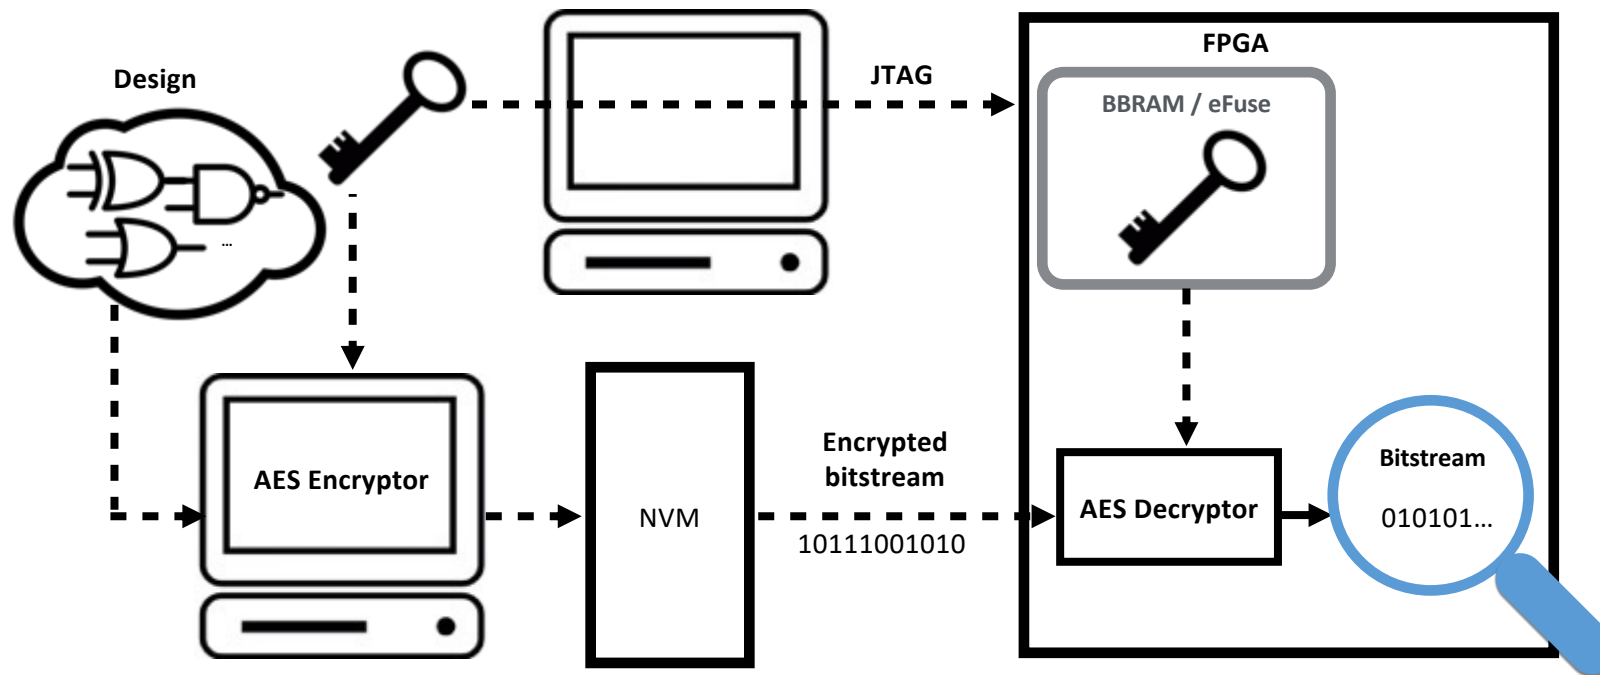 Design
...
JTAG
FPGA
BBRAM / eFuse
AES Encryptor
NVM
Encrypted
bitstream
10111001010
AES Decryptor
Bitstream
010101...